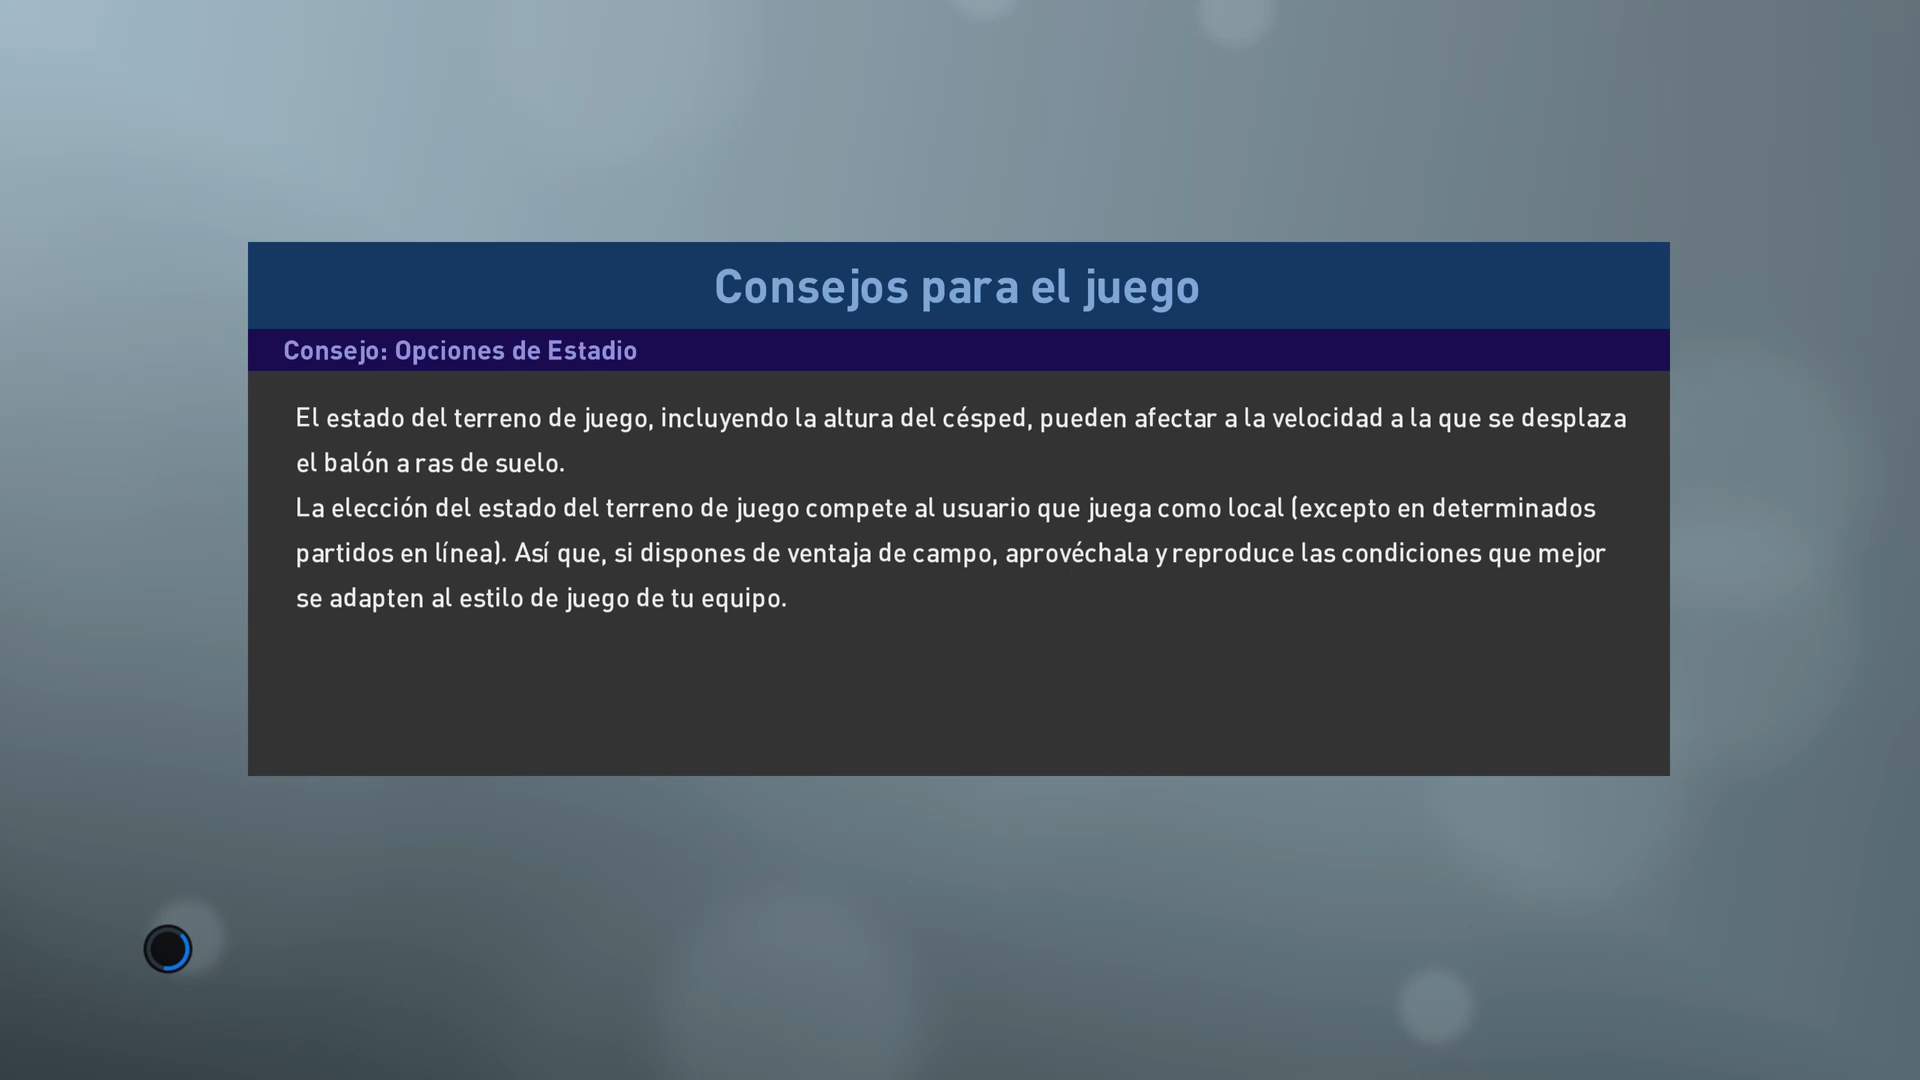 Consejos para el juego
Consejo: Opciones de Estadio
El estado del terreno de juego, incluyendo la altura del césped, pueden afectar a la velocidad a la que se desplaza
el balón a ras de suelo.
La elección del estado del terreno de juego compete al usuario que juega como local (excepto en determinados
partidos en línea). Así que, si dispones de ventaja de campo, aprovéchala y reproduce las condiciones que mejor
se adapten al estilo de juego de tu equipo.